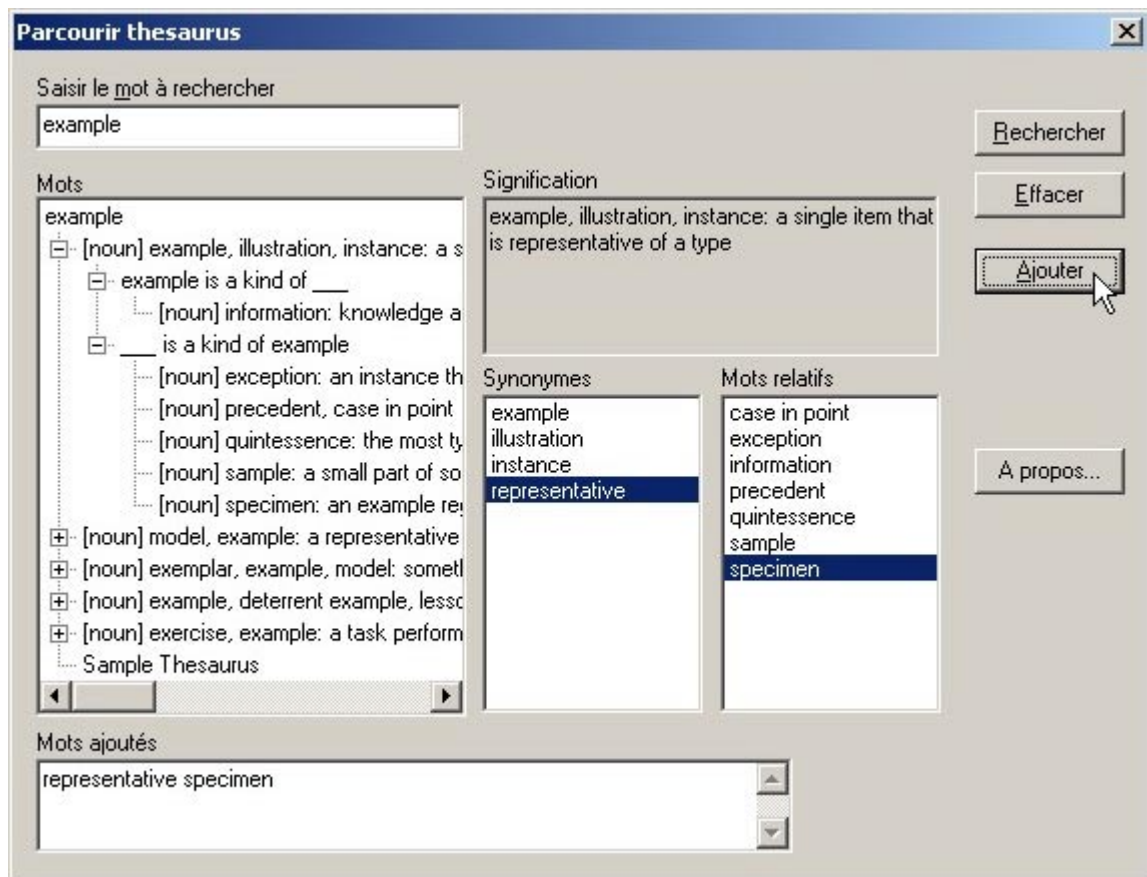 Parcourir thesaurus
Saisir le mot à rechercher
example
Rechercher
Effacer
Ajouter
A propos...
Mots
example
[noun] example, illustration, instance: a s
example is a kind of ___
[noun] information: knowledge a
___ is a kind of example
[noun] exception: an instance th
[noun] precedent, case in point
[noun] quintessence: the most ty
[noun] sample: a small part of so
[noun] specimen: an example re
[noun] model, example: a representative
[noun] exemplar, example, model: somet
[noun] example, deterrent example, lesso
[noun] exercise, example: a task perform
Sample Thesaurus
Signification
example, illustration, instance: a single item that
is representative of a type
Synonymes
example
illustration
instance
representative
Mots relatifs
case in point
exception
information
precedent
quintessence
sample
specimen
Mots ajoutés
representative specimen